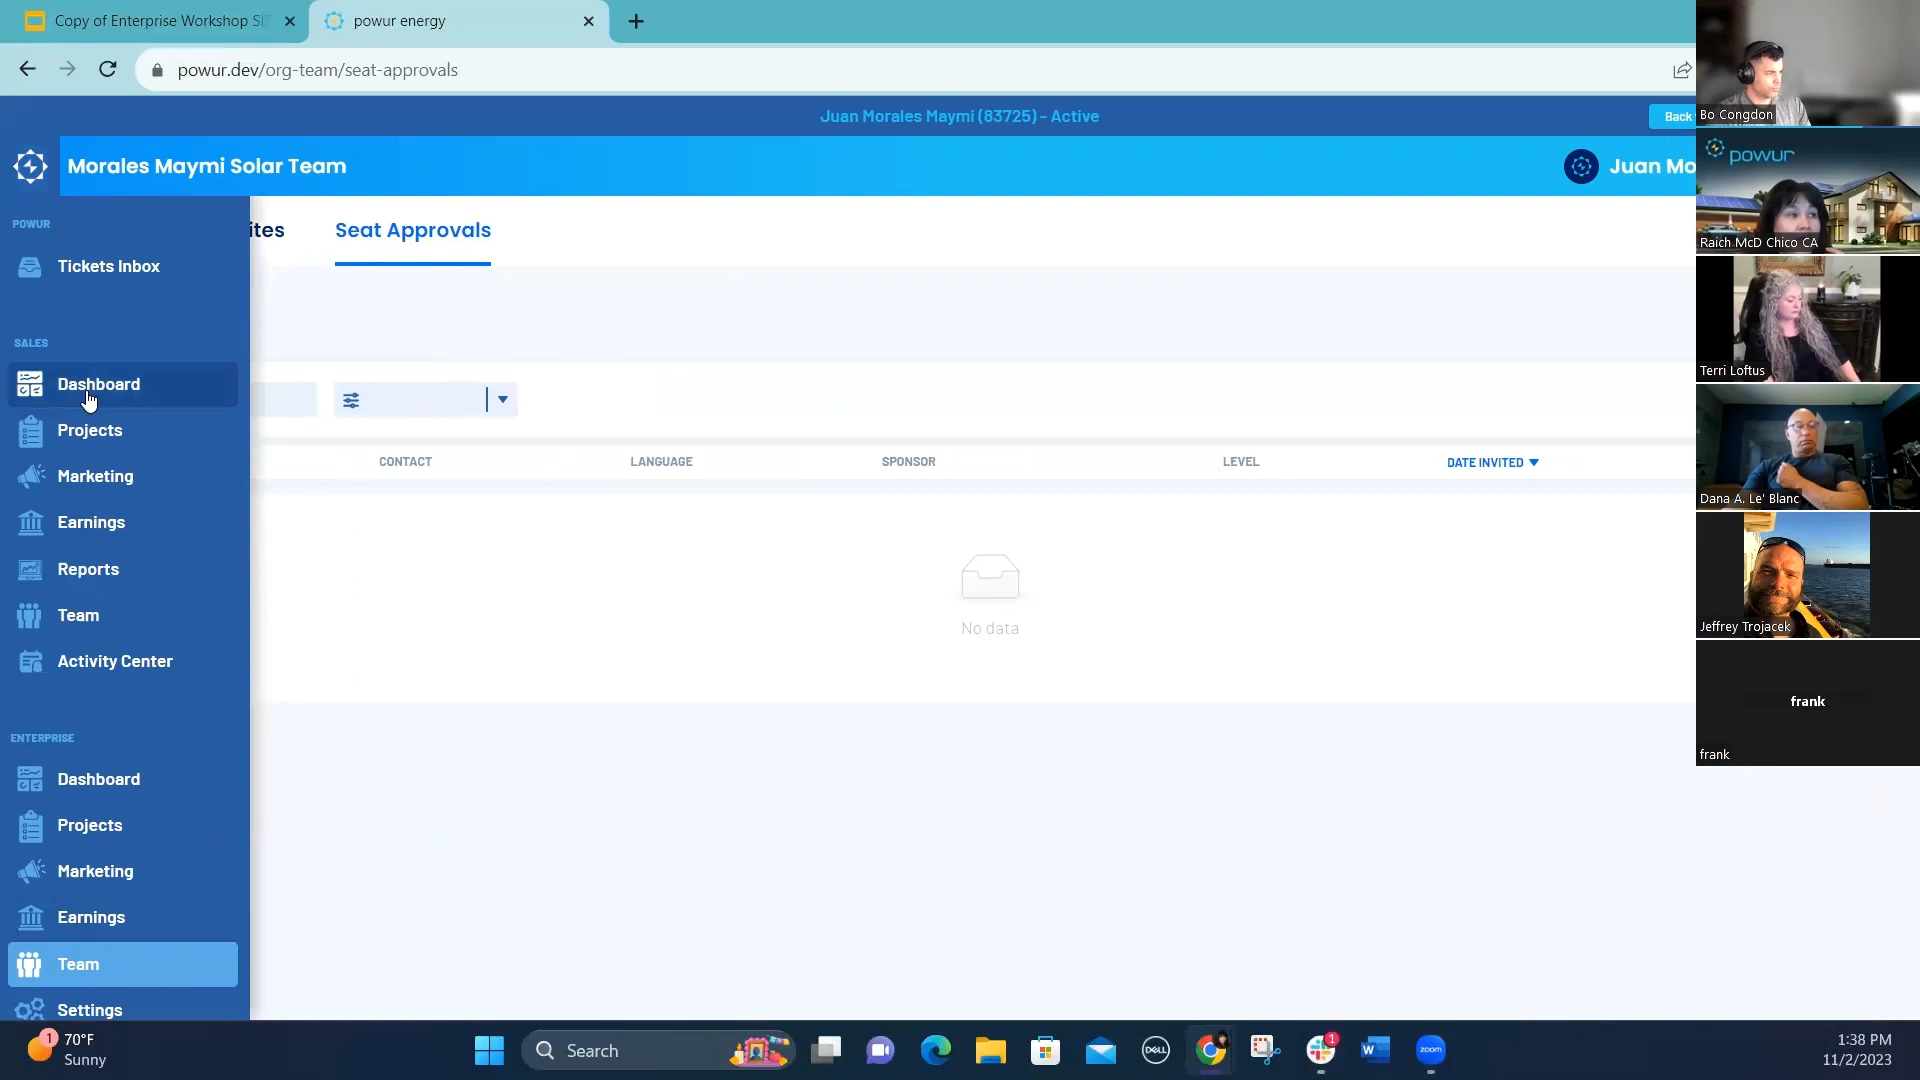 Copy of Enterprise Workshop Sl
powur energy
powur.dev/org-team/seat-approvals
Juan Morales Maymi (83725) - Active
Back
Morales Maymi Solar Team
Juan Mo
POWUR
Tickets Inbox
SALES
Dashboard
Projects
Marketing
Earnings
Reports
Team
Activity Center
ENTERPRISE
Dashboard
Projects
Marketing
Earnings
Team
Settings
ites
Seat Approvals
CONTACT
LANGUAGE
SPONSOR
LEVEL
DATE INVITED
No data
Bo Congdon
powur
Raich McD Chico CA
Terri Loftus
Dana A. Le' Blanc
Jeffrey Trojacek
frank
frank
1
70°F
Sunny
Search
DELL
1
W
zoom
1:38 PM
11/2/2023